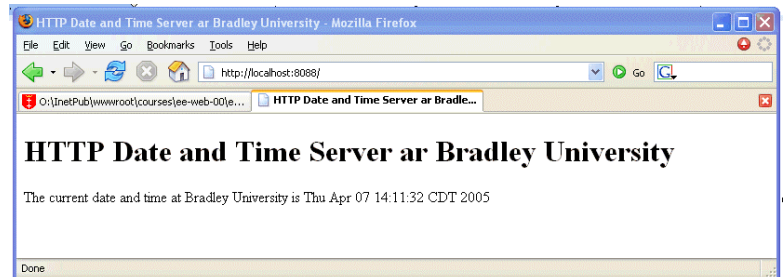 HTTP Date and Time Server ar Bradley University - Mozilla Firefox
File Edit View Go Bookmarks Tools Help
http://localhost:8088/ Go G
O:\InetPub\wwwroot\courses\ee-web-00\e... HTTP Date and Time Server ar Bradle...
HTTP Date and Time Server ar Bradley University
The current date and time at Bradley University is Thu Apr 07 14:11:32 CDT 2005
Done